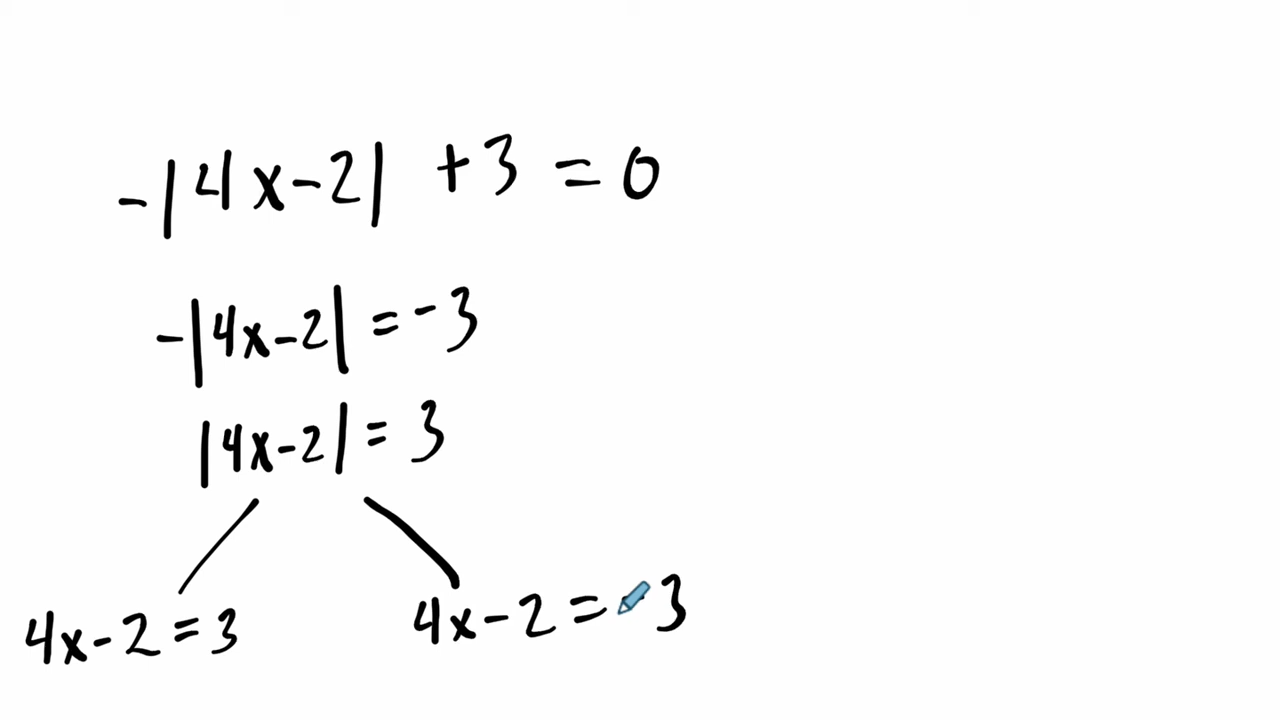 -|4x-2| +3 = 0
-|4x-2| = -3
|4x-2| = 3
4x-2=3 4x-2=-3